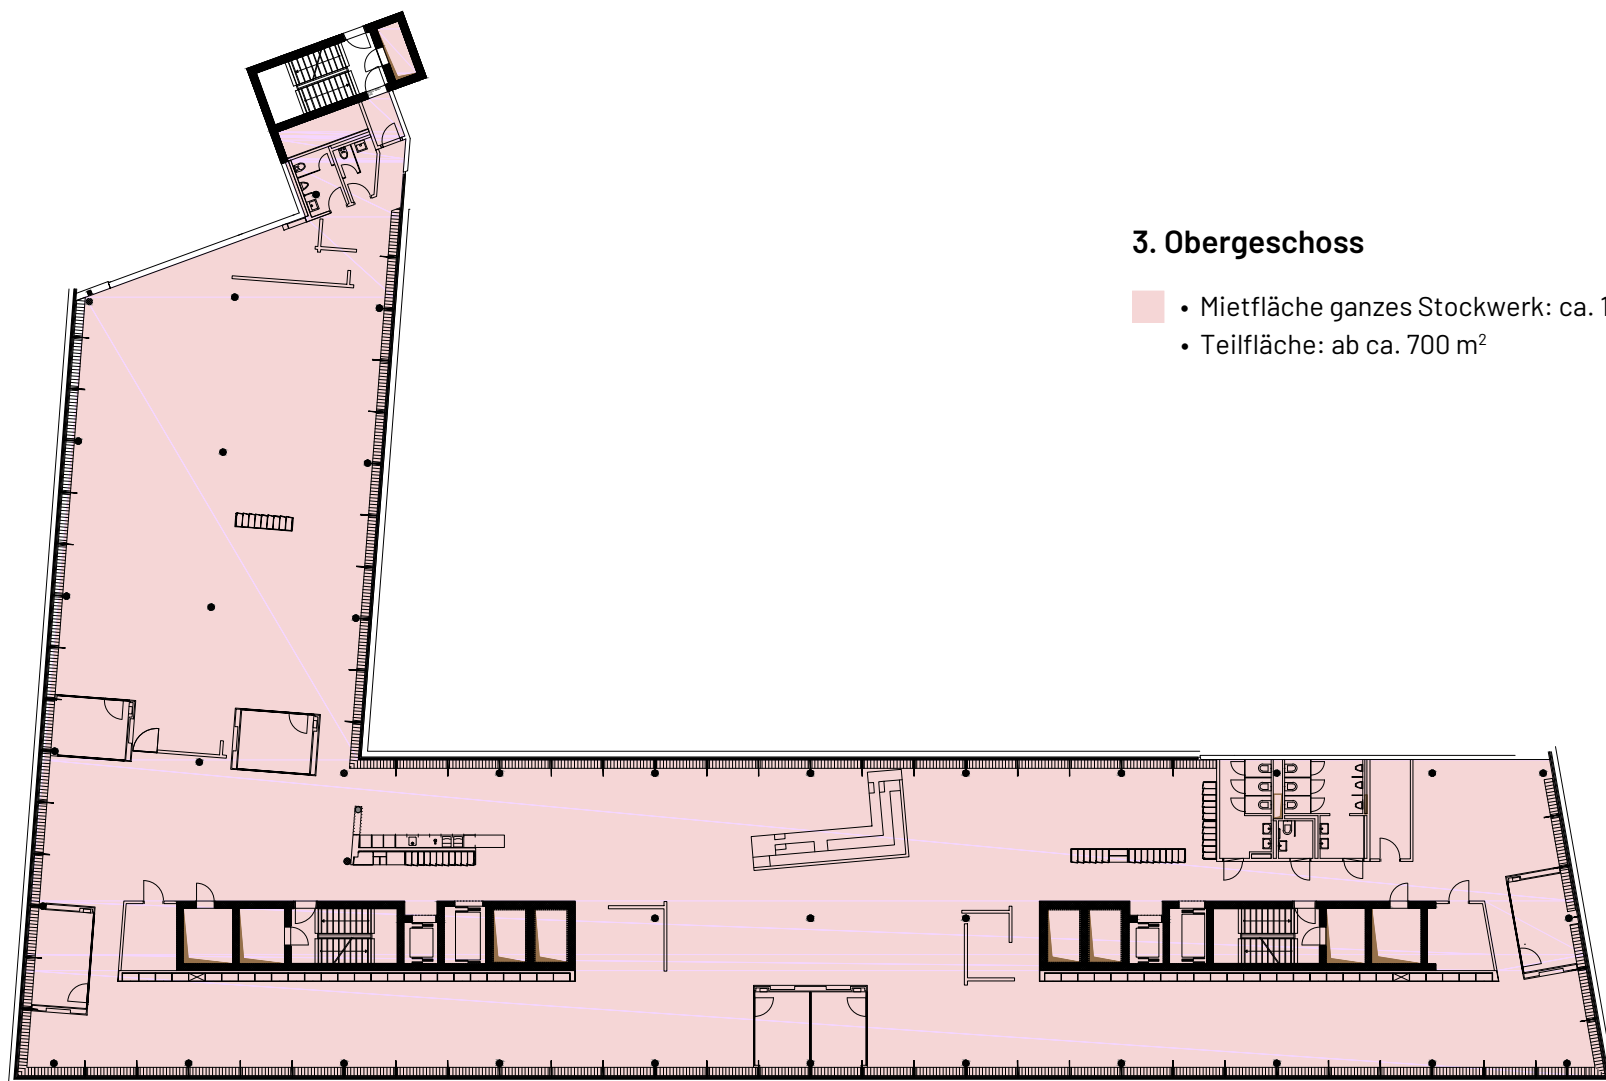 3. Obergeschoss
• Mietfläche ganzes Stockwerk: ca. 1
• Teilfläche: ab ca. 700 m²